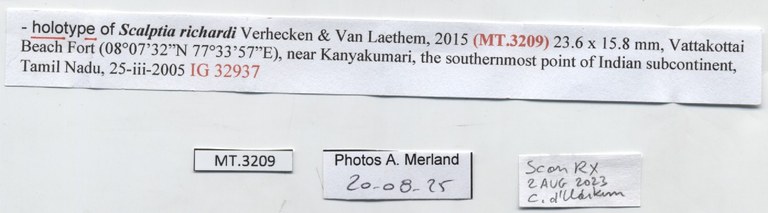 - holotype of Scalptia richardi Verhecken & Van Laethem, 2015 (MT.3209) 23.6 x 15.8 mm, Vattakottai
Beach Fort (08°07’32”N 77°33’57”E), near Kanyakumari, the southernmost point of Indian subcontinent,
Tamil Nadu, 25-iii-2005 IG 32937
MT.3209
Photos A. Merland
20-08-25
Scan RX
2 AUG 2023
C. d'Udekem